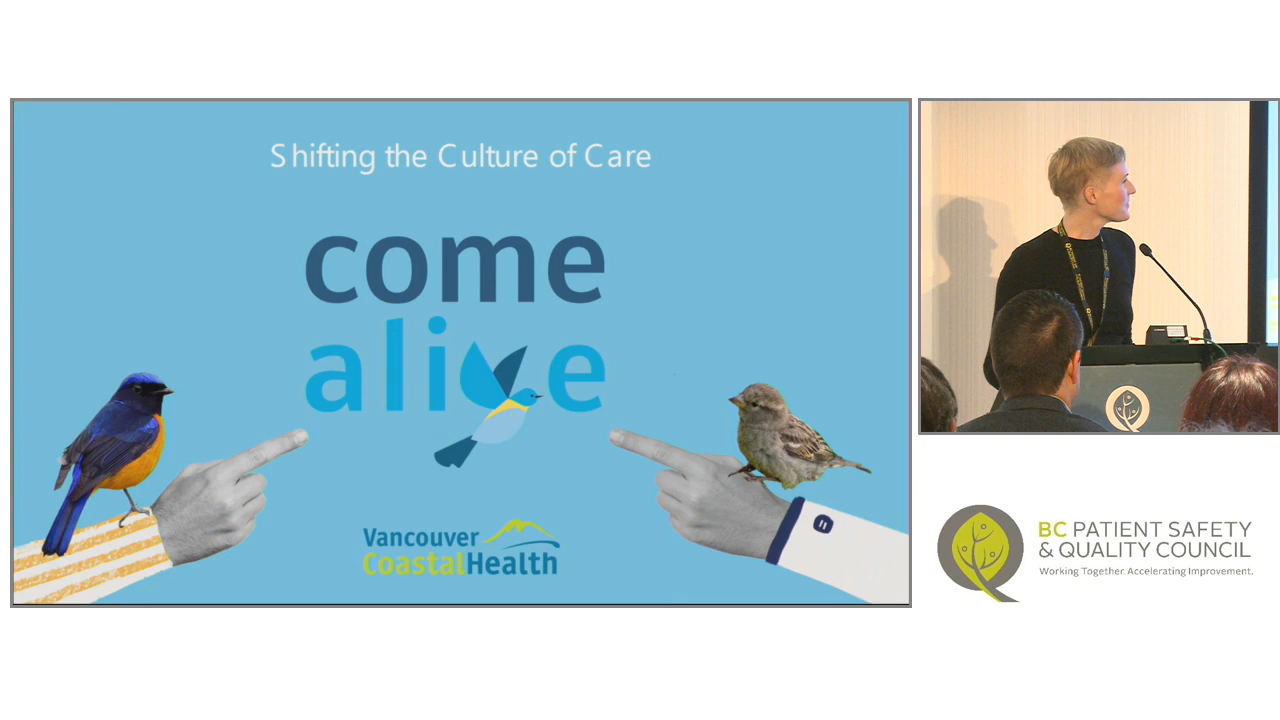 Shifting the Culture of Care
come
alive
Vancouver
CoastalHealth
BC PATIENT SAFETY
& QUALITY COUNCIL
Working Together. Accelerating Improvement.